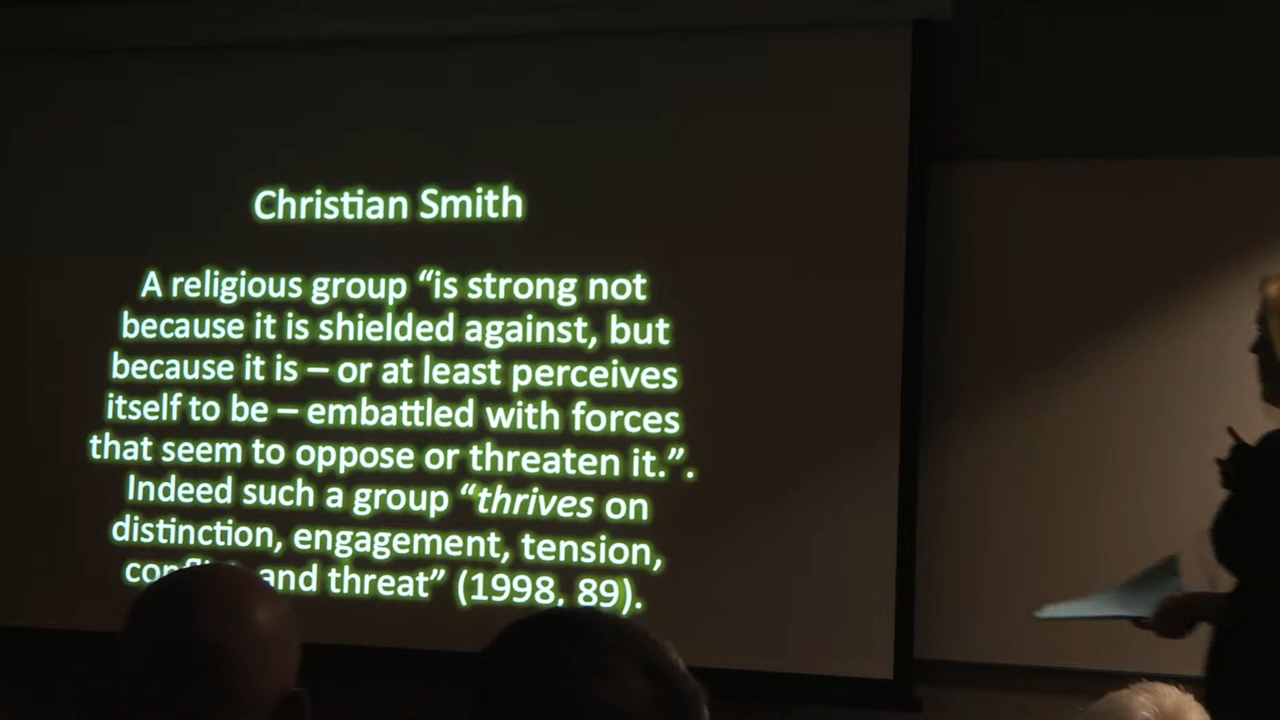 Christian Smith
A religious group “is strong not
because it is shielded against, but
because it is – or at least perceives
itself to be – embattled with forces
that seem to oppose or threaten it.”.
Indeed such a group “thrives on
distinction, engagement, tension,
and threat” (1998, 89).